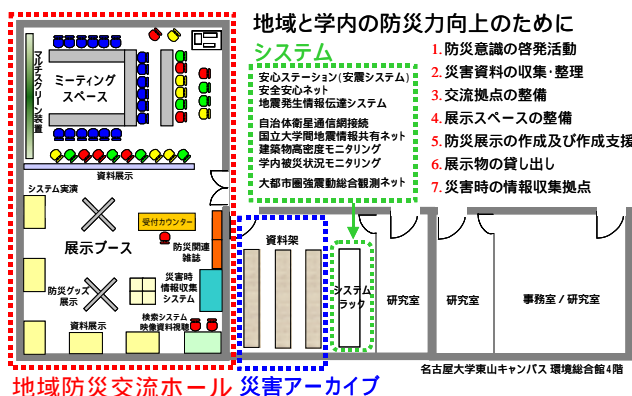 地域と学内の防災力向上のために
システム
安心ステーション(安震システム)
安全安心ネット
地震発生情報伝達システム
自治体衛星通信網接続
国立大学間地震情報共有ネット
建築物高密度モニタリング
学内被災状況モニタリング
大都市圏強震動総合観測ネット
1. 防災意識の啓発活動
2. 災害資料の収集・整理
3. 交流拠点の整備
4. 展示スペースの整備
5. 防災展示の作成及び作成支援
6. 展示物の貸し出し
7. 災害時の情報収集拠点
マルチスクリーン装置
ミーティング
スペース
資料展示
システム実演
受付カウンター
展示ブース
防災関連
雑誌
防災グッズ
展示
災害時
情報収集
システム
検索システム
映像資料視聴
資料展示
資料架
システム
ラック
研究室
研究室
事務室/研究室
名古屋大学東山キャンパス 環境総合館4階
地域防災交流ホール
災害アーカイブ